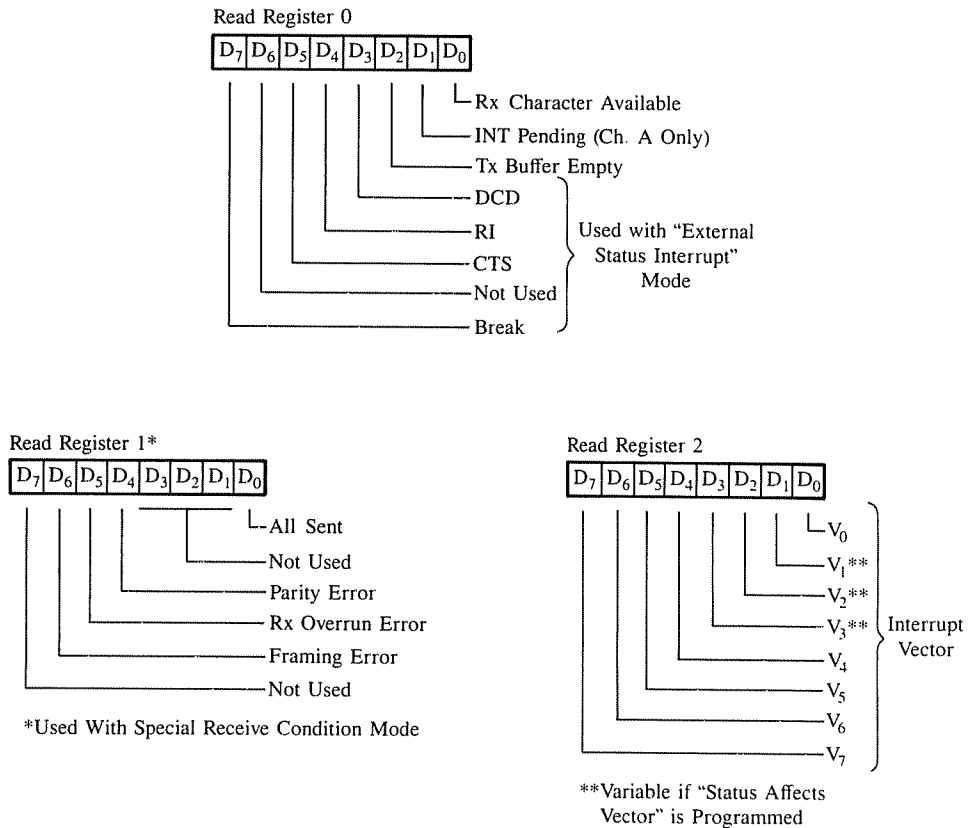 Read Register 0
D7 D6 D5 D4 D3 D2 D1 D0
Rx Character Available
INT Pending (Ch. A Only)
Tx Buffer Empty
DCD
RI
CTS
Not Used
Break
Used with “External
Status Interrupt”
Mode
Read Register 1*
D7 D6 D5 D4 D3 D2 D1 D0
All Sent
Not Used
Parity Error
Rx Overrun Error
Framing Error
Not Used
*Used With Special Receive Condition Mode
Read Register 2
D7 D6 D5 D4 D3 D2 D1 D0
V0
V1**
V2**
V3**
V4
V5
V6
V7
Interrupt
Vector
**Variable if “Status Affects
Vector” is Programmed